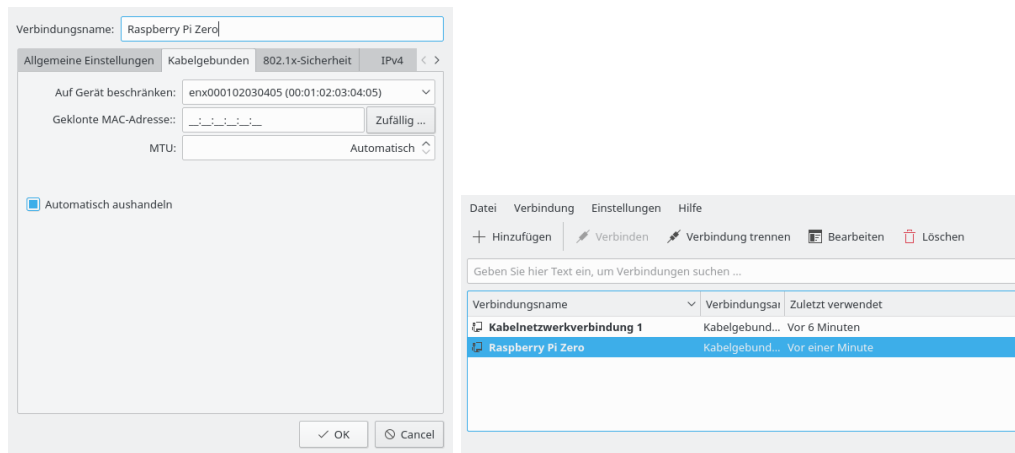 Verbindungsname: Raspberry Pi Zero
Allgemeine Einstellungen Kabelgebunden 802.1x-Sicherheit IPv4
Auf Gerät beschränken: enx000102030405 (00:01:02:03:04:05)
Geklonte MAC-Adresse:: __:__:__:__:__:__ Zufällig ...
MTU: Automatisch
Automatisch aushandeln
OK Cancel
Datei Verbindung Einstellungen Hilfe
Hinzufügen Verbinden Verbindung trennen Bearbeiten Löschen
Geben Sie hier Text ein, um Verbindungen suchen ...
Verbindungsname Verbindungsar Zuletzt verwendet
Kabelnetzwerkverbindung 1 Kabelgebund... Vor 6 Minuten
Raspberry Pi Zero Kabelgebund... Vor einer Minute